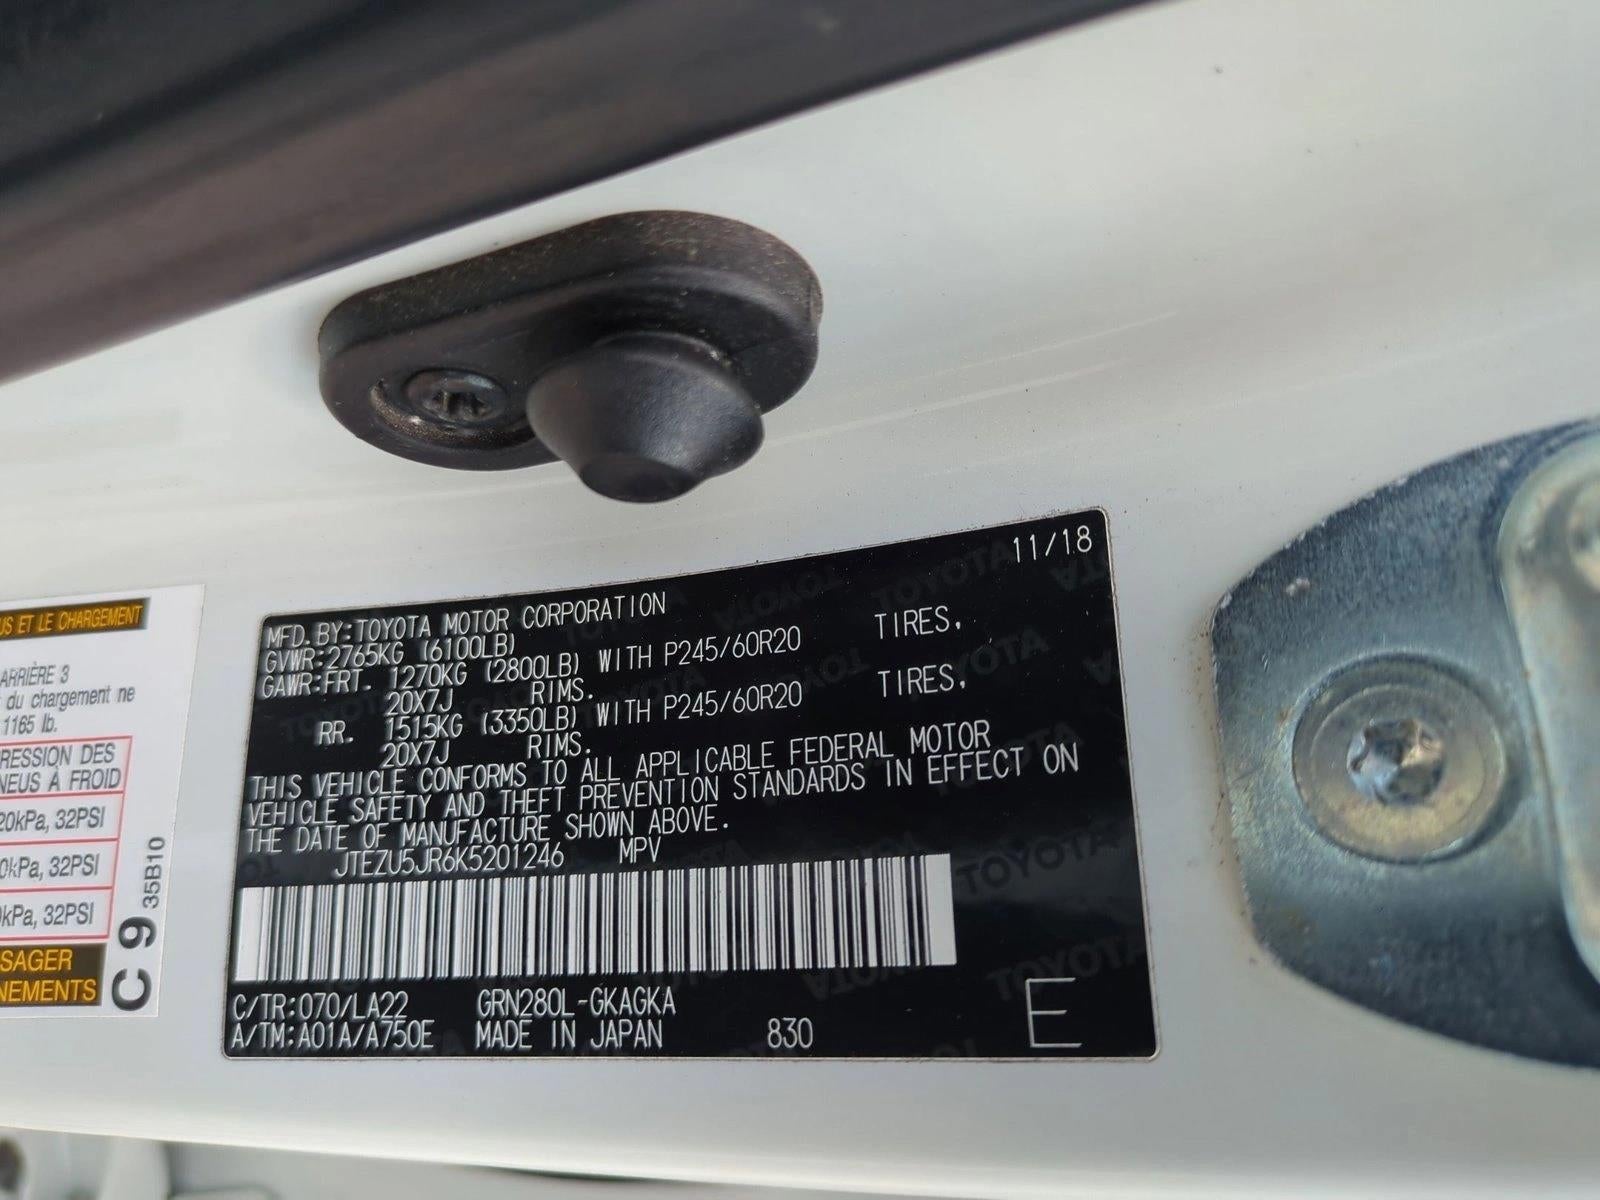 US ET LE CHARGEMENT
ARRIÈRE 3
du chargement ne
1165 lb.
RESSION DES
NEUS À FROID
20kPa, 32PSI
0kPa, 32PSI
0kPa, 32PSI
SAGER
NEMENTS
C 9 35B10
11/18
MFD.BY:TOYOTA MOTOR CORPORATION
GVWR:2765KG (6100LB)
GAWR:FRT. 1270KG (2800LB) WITH P245/60R20 TIRES,
20X7J RIMS.
RR. 1515KG (3350LB) WITH P245/60R20 TIRES,
20X7J RIMS.
THIS VEHICLE CONFORMS TO ALL APPLICABLE FEDERAL MOTOR
VEHICLE SAFETY AND THEFT PREVENTION STANDARDS IN EFFECT ON
THE DATE OF MANUFACTURE SHOWN ABOVE.
JTEZU5JR6K5201246 MPV
C/TR:070/LA22 GRN280L-GKAGKA
A/TM:A01A/A750E MADE IN JAPAN 830 E